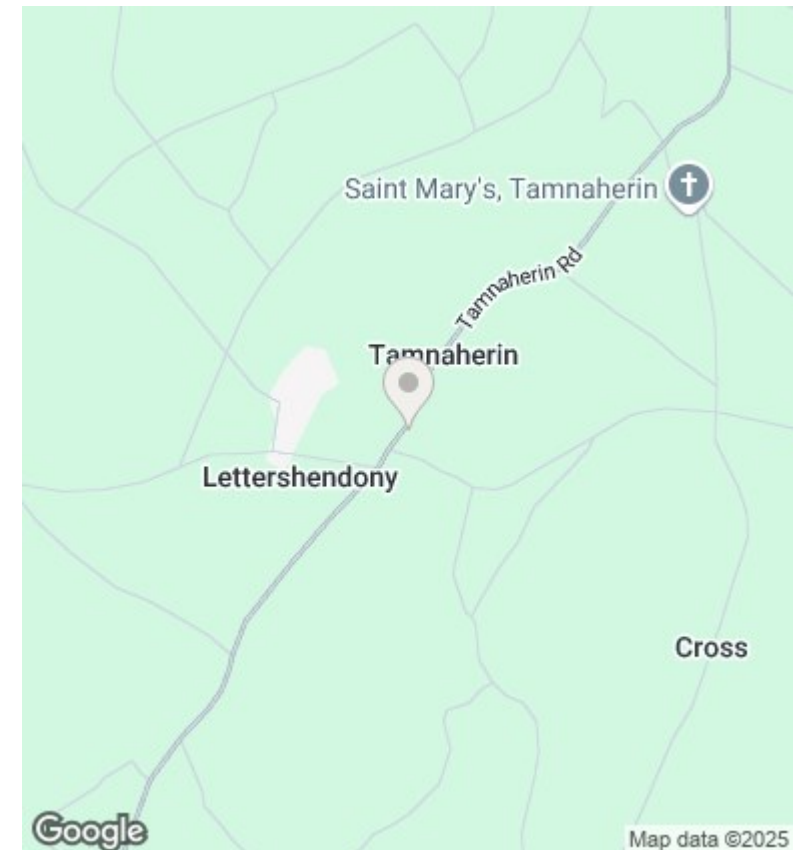 Saint Mary's, Tamnaherin
Tamnaherin Rd
Tamnaherin
Lettershendony
Cross
Google
Map data ©2025